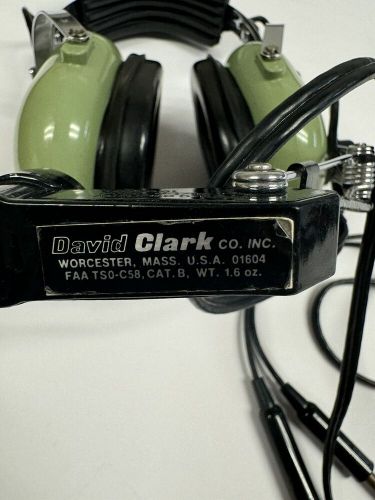 David Clark CO. INC.
WORCESTER, MASS. U.S.A. 01604
FAA TSO-C58, CAT. B, WT. 1.6 oz.